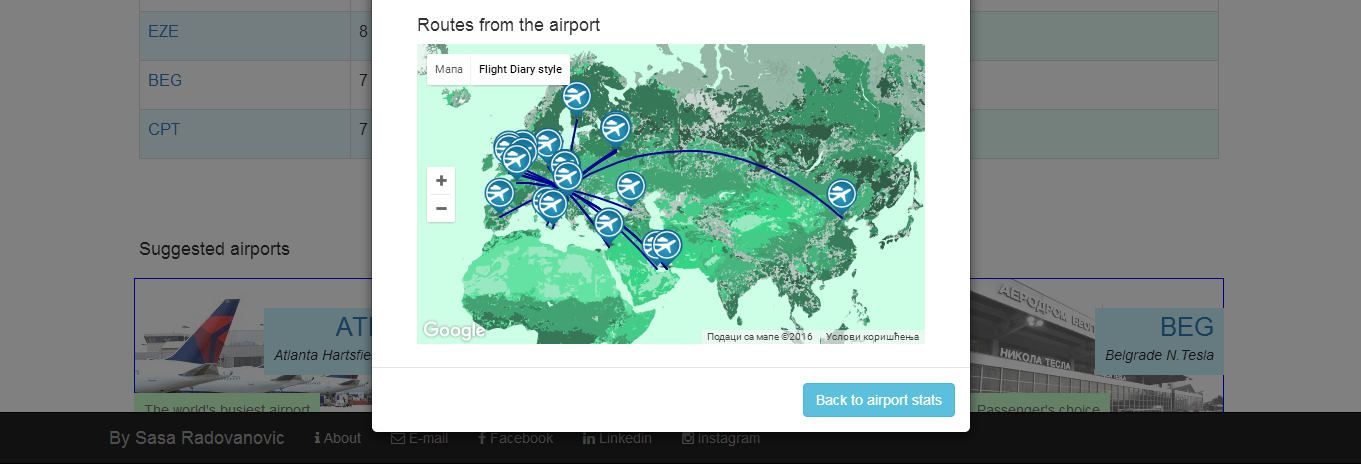 Routes from the airport
EZE 8
BEG 7
CPT 7
Мапа Flight Diary style
+
−
Suggested airports
Google
Подаци са мапе ©2016 Услови коришћења
AT
Atlanta Hartsfie
The world's busiest airport
АЕРОДРОМ БЕОГ
НИКОЛА ТЕСЛА
BEG
Belgrade N.Tesla
Passenger's choice
Back to airport stats
By Sasa Radovanovic About E-mail Facebook Linkedin Instagram